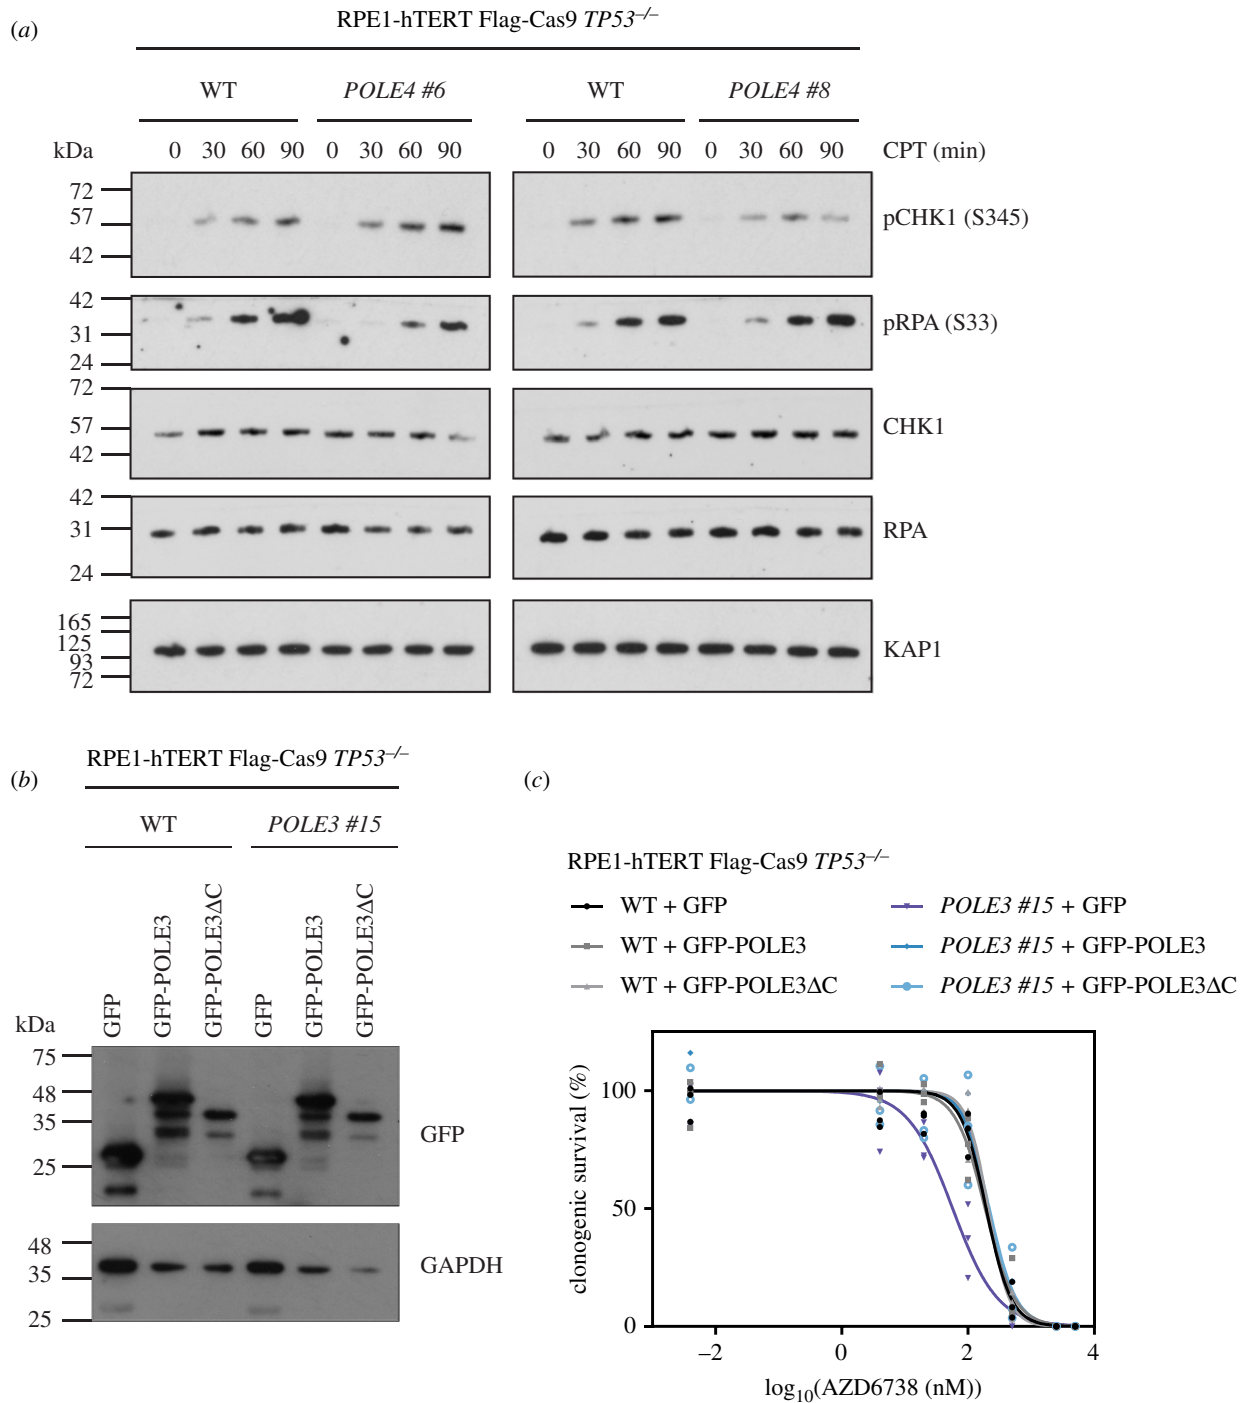 (a)
RPE1-hTERT Flag-Cas9 TP53–/–
WT POLE4 #6 WT POLE4 #8
kDa 0 30 60 90 0 30 60 90 0 30 60 90 0 30 60 90 CPT (min)
72
57
42
pCHK1 (S345)
42
31
24
pRPA (S33)
72
57
42
CHK1
42
31
24
RPA
165
125
93
72
KAP1
(b)
RPE1-hTERT Flag-Cas9 TP53–/–
WT POLE3 #15
kDa
GFP
GFP-POLE3
GFP-POLE3ΔC
GFP
GFP-POLE3
GFP-POLE3ΔC
75
48
35
25
GFP
48
35
25
GAPDH
(c)
RPE1-hTERT Flag-Cas9 TP53–/–
WT + GFP
WT + GFP-POLE3
WT + GFP-POLE3ΔC
POLE3 #15 + GFP
POLE3 #15 + GFP-POLE3
POLE3 #15 + GFP-POLE3ΔC
clonogenic survival (%)
100
50
0
–2 0 2 4
log10(AZD6738 (nM))